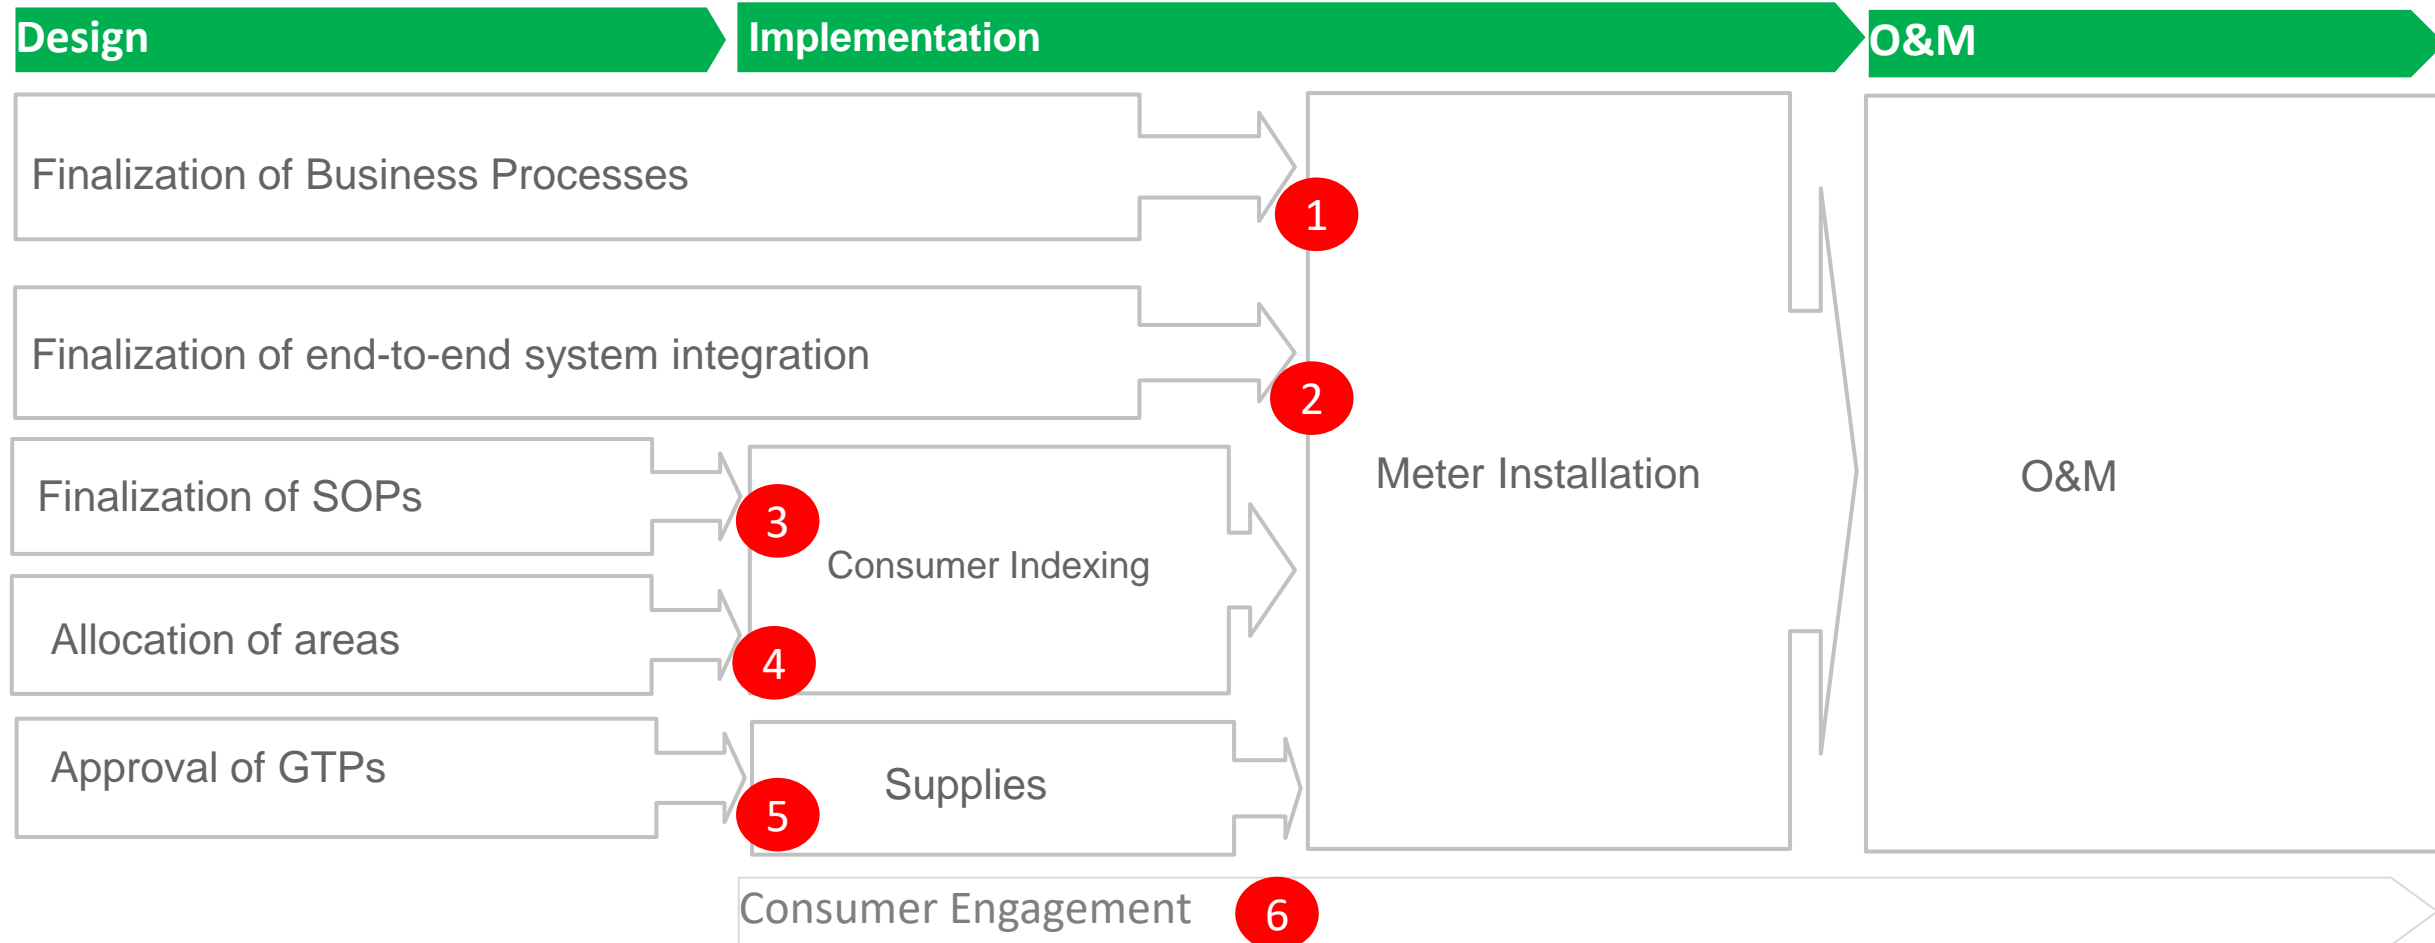 Design
Implementation
O&M
Finalization of Business Processes
1
Finalization of end-to-end system integration
2
Meter Installation
O&M
Finalization of SOPs
3
Consumer Indexing
Allocation of areas
4
Approval of GTPs
5
Supplies
Consumer Engagement
6